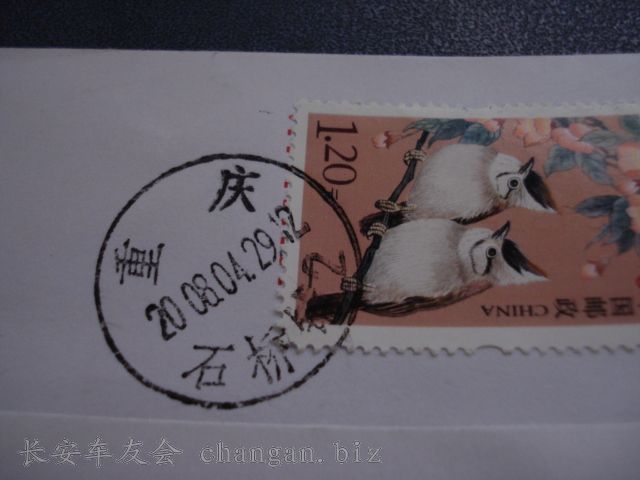 重庆
2008.04.29.12
石桥
1.20
中国邮政 CHINA
长安车友会 changan.biz